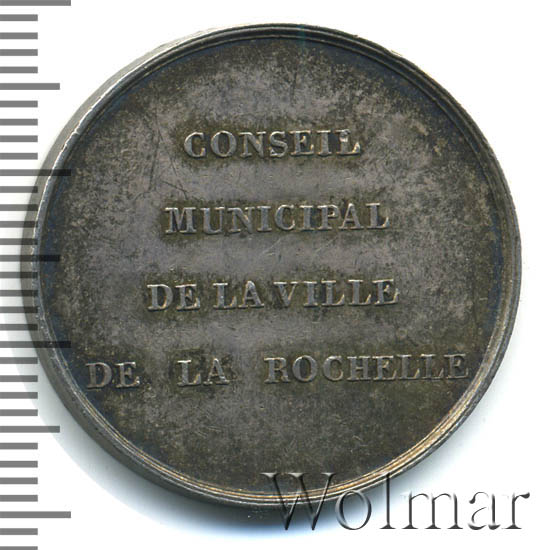 CONSEIL
MUNICIPAL
DE LA VILLE
DE LA ROCHELLE
Wolmar